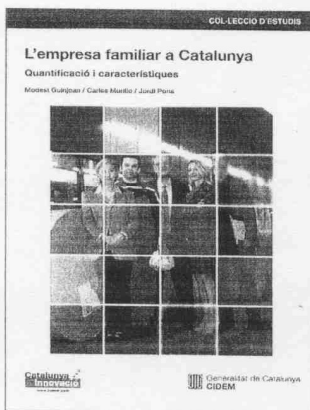 COL·LECCIÓ D'ESTUDIS
L'empresa familiar a Catalunya
Quantificació i característiques
Modest Guinjoan / Carles Murillo / Jordi Pons
Catalunya
Innovació
Generalitat de Catalunya
CIDEM